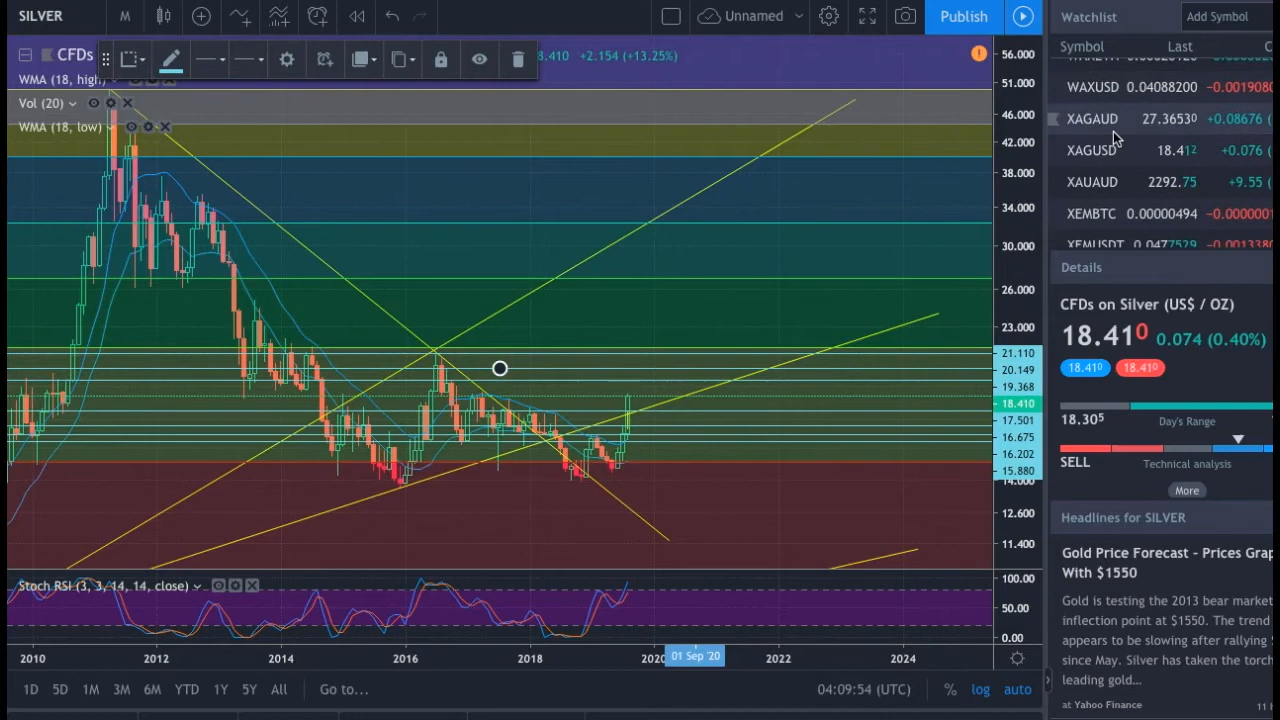 SILVER M Unnamed Publish
Watchlist Add Symbol
Symbol Last C
WAXUSD 0.04088200 −0.0019080
XAGAUD 27.36530 +0.08676 (
XAGUSD 18.412 +0.076 (
XAUAUD 2292.75 +9.55 (
XEMBTC 0.00000494 −0.0000001
XEMUSDT 0.0477529 −0.0013380
CFDs 8.410 +2.154 (+13.25%)
WMA (18, high)
Vol (20)
WMA (18, low)
56.000
51.000
46.000
42.000
38.000
34.000
30.000
26.000
23.000
21.110
20.149
19.368
18.410
17.501
16.675
16.202
15.880
14.000
12.600
11.400
Stoch RSI (3, 3, 14, 14, close)
100.00
50.00
0.00
2010 2012 2014 2016 2018 2020 01 Sep '20 2022 2024
1D 5D 1M 3M 6M YTD 1Y 5Y All Go to... 04:09:54 (UTC) % log auto
Details
CFDs on Silver (US$ / OZ)
18.410 0.074 (0.40%)
18.410 18.410
18.305 Day's Range
SELL Technical analysis
More
Headlines for SILVER
Gold Price Forecast - Prices Grap
With $1550
Gold is testing the 2013 bear market
inflection point at $1550. The trend
appears to be slowing after rallying
since May. Silver has taken the torch
leading gold...
at Yahoo Finance 11